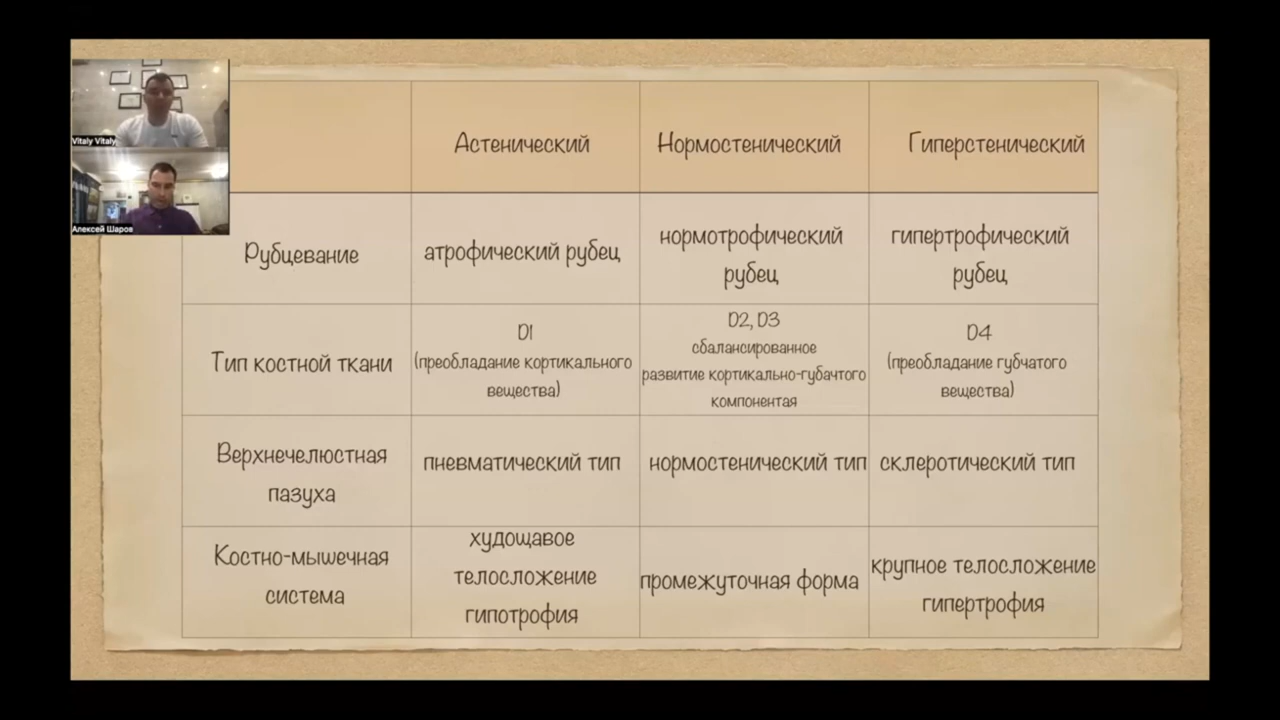 Vitaly Vitaly
Алексей Шаров
Астенический
Нормостенический
Гиперстенический
Рубцевание
атрофический рубец
нормотрофический
рубец
гипертрофический
рубец
Тип костной ткани
D1
(преобладание кортикального
вещества)
D2, D3
сбалансированное
развитие кортикально-губачтого
компонентая
D4
(преобладание губчатого
вещества)
Верхнечелюстная
пазуха
пневматический тип
нормостенический тип
склеротический тип
Костно-мышечная
система
худощавое
телосложение
гипотрофия
промежуточная форма
крупное телосложение
гипертрофия